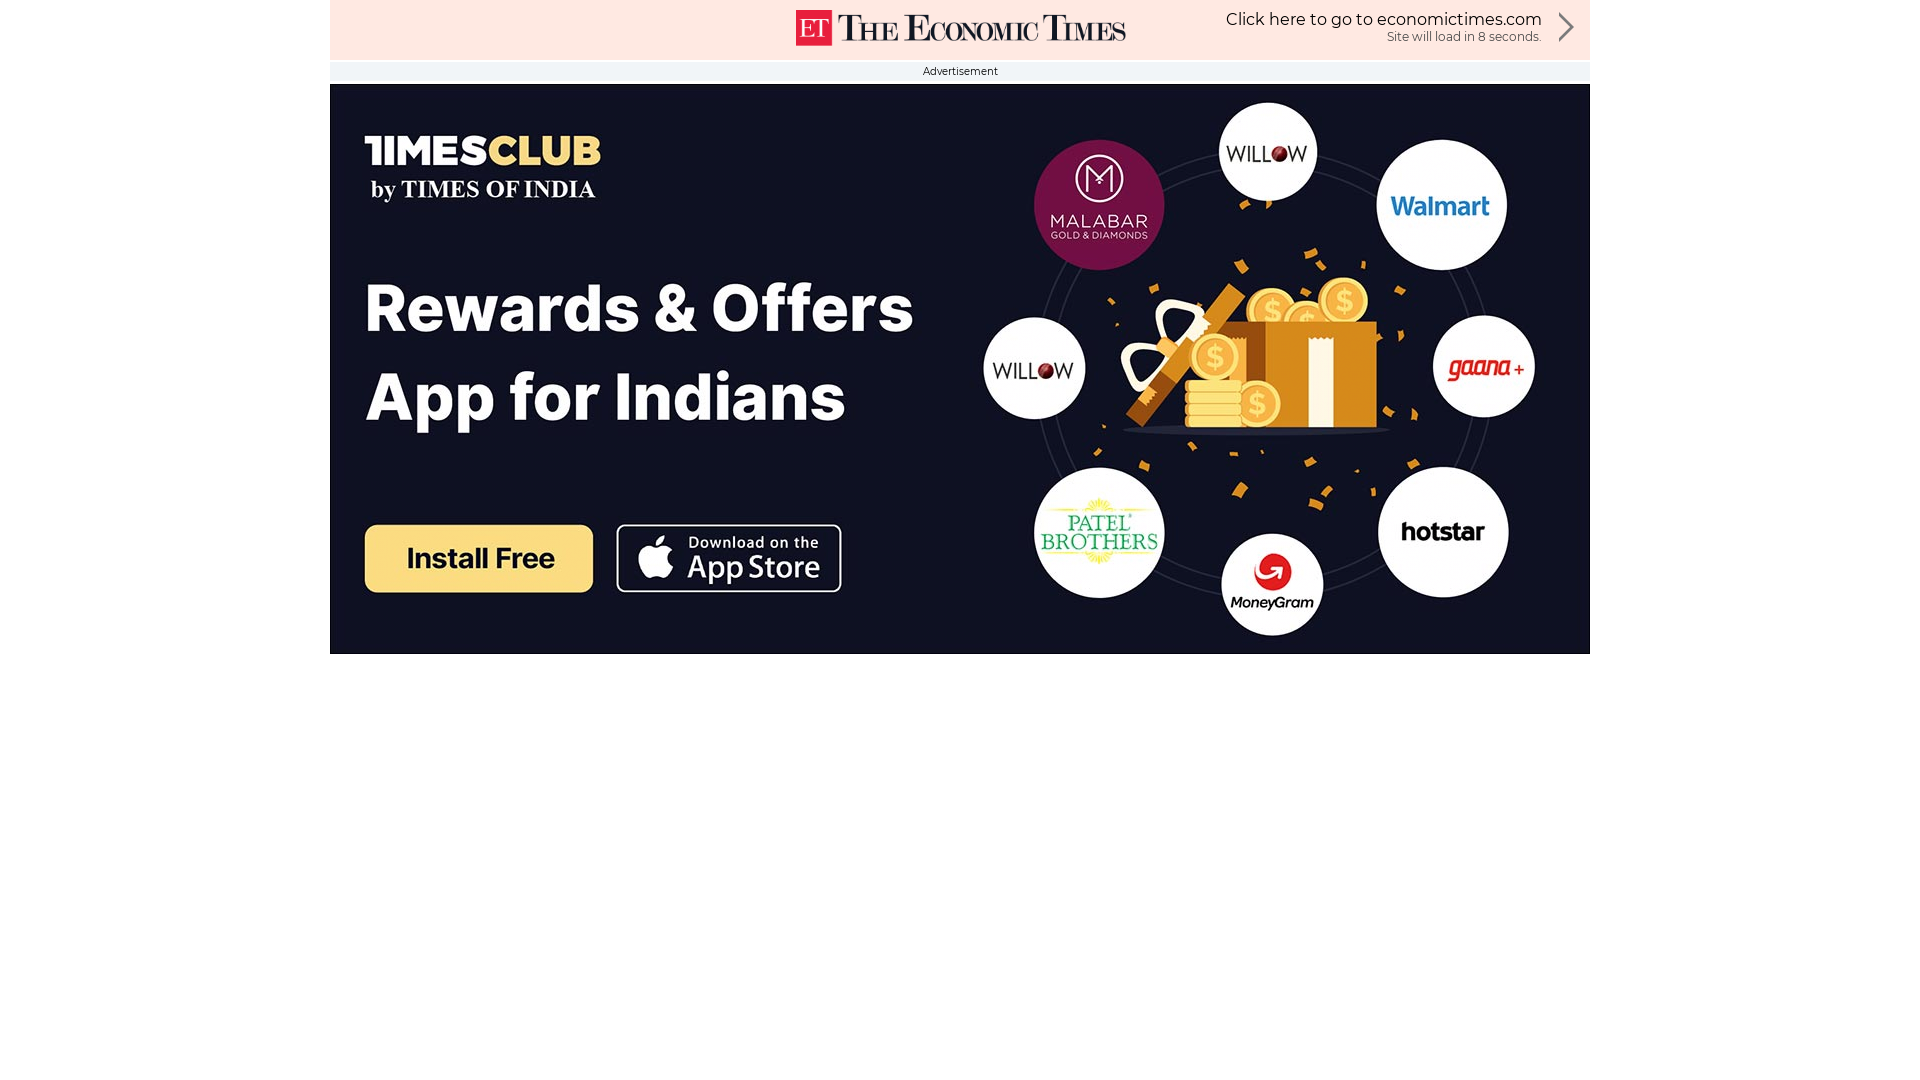 ET THE ECONOMIC TIMES
Click here to go to economictimes.com
Site will load in 8 seconds.
Advertisement
TIMESCLUB
by TIMES OF INDIA
Rewards & Offers
App for Indians
Install Free
Download on the
App Store
WILLOW
MALABAR
GOLD & DIAMONDS
Walmart
WILLOW
gaana+
PATEL
BROTHERS
hotstar
MoneyGram